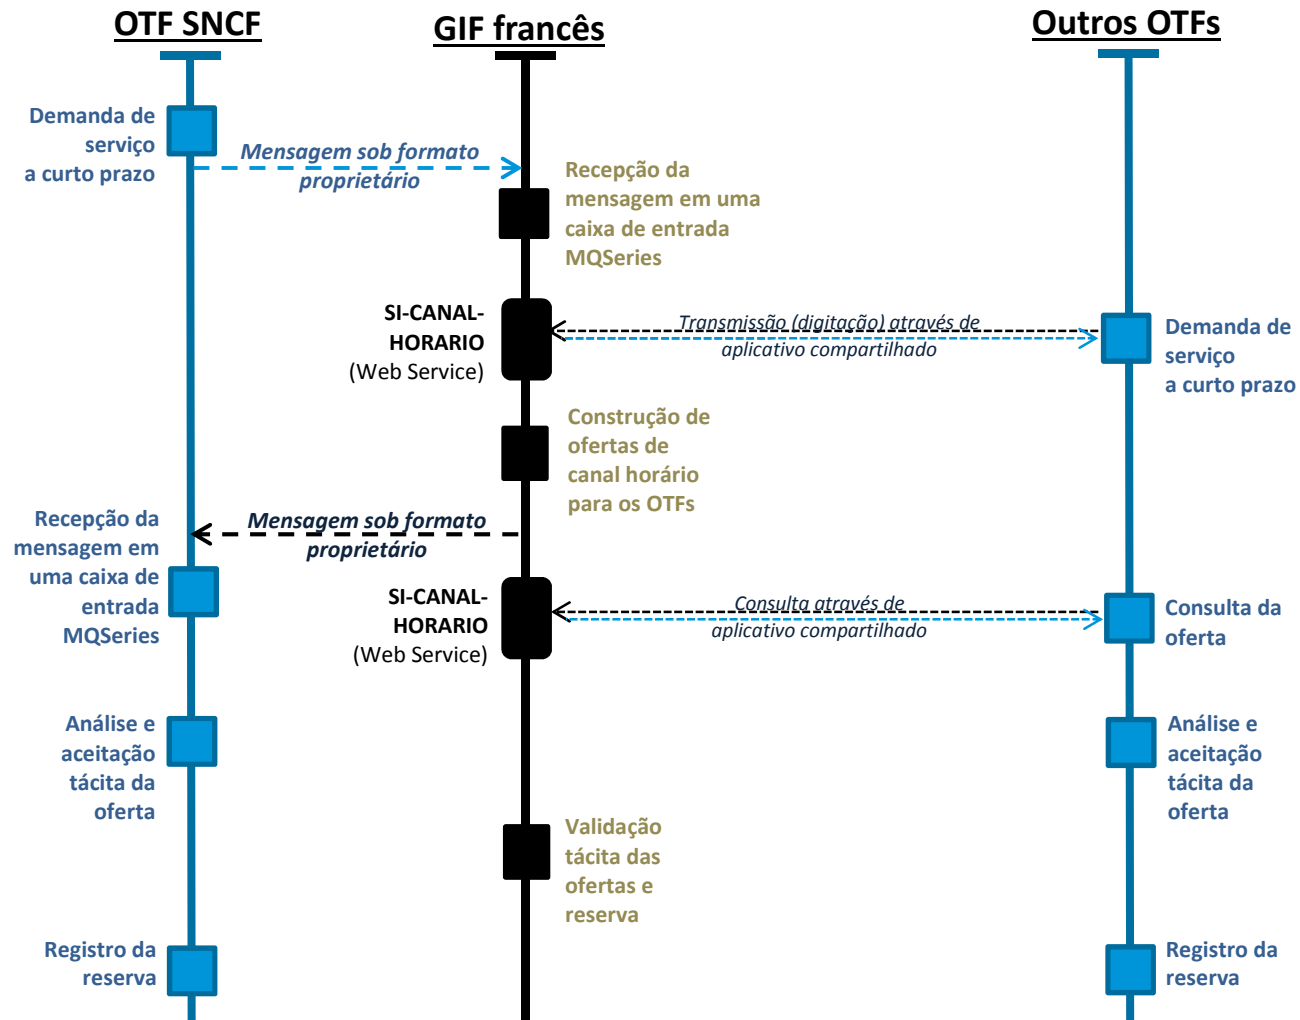 OTF SNCF
GIF francês
Outros OTFs
Demanda de
serviço
a curto prazo
Mensagem sob formato
proprietário
Recepção da
mensagem em uma
caixa de entrada
MQSeries
SI-CANAL-
HORARIO
(Web Service)
Transmissão (digitação) através de
aplicativo compartilhado
Demanda de
serviço
a curto prazo
Construção de
ofertas de
canal horário
para os OTFs
Mensagem sob formato
proprietário
Recepção da
mensagem em
uma caixa de
entrada
MQSeries
SI-CANAL-
HORARIO
(Web Service)
Consulta através de
aplicativo compartilhado
Consulta da
oferta
Análise e
aceitação
tácita da
oferta
Análise e
aceitação
tácita da
oferta
Validação
tácita das
ofertas e
reserva
Registro da
reserva
Registro da
reserva